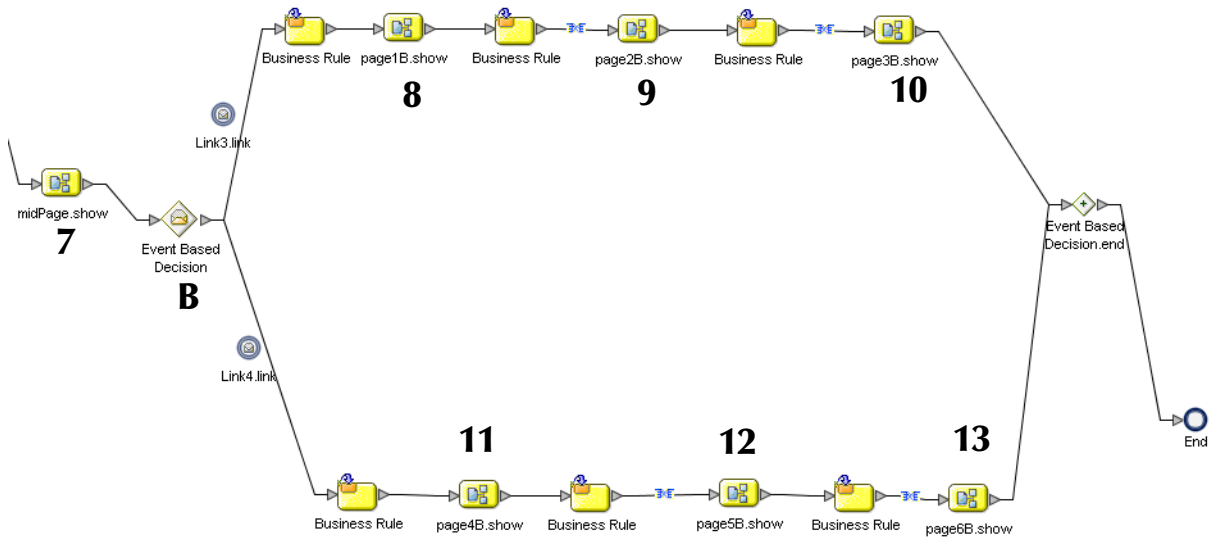 Business Rule
page1B.show
Business Rule
page2B.show
Business Rule
page3B.show
8
9
10
Link3.link
midPage.show
7
Event Based
Decision
B
Event Based
Decision.end
Link4.link
End
11
12
13
Business Rule
page4B.show
Business Rule
page5B.show
Business Rule
page6B.show